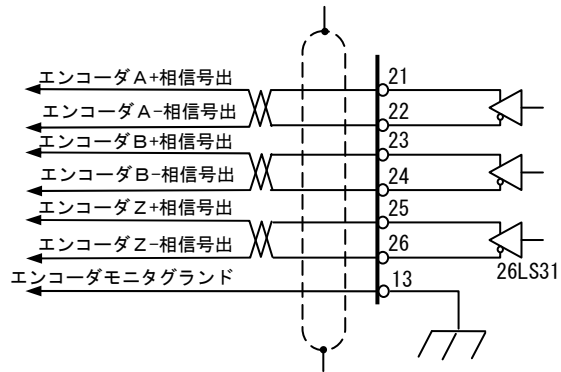 エンコーダA+相信号出 21
エンコーダA-相信号出 22
エンコーダB+相信号出 23
エンコーダB-相信号出 24
エンコーダZ+相信号出 25
エンコーダZ-相信号出 26
26LS31
エンコーダモニタグランド 13